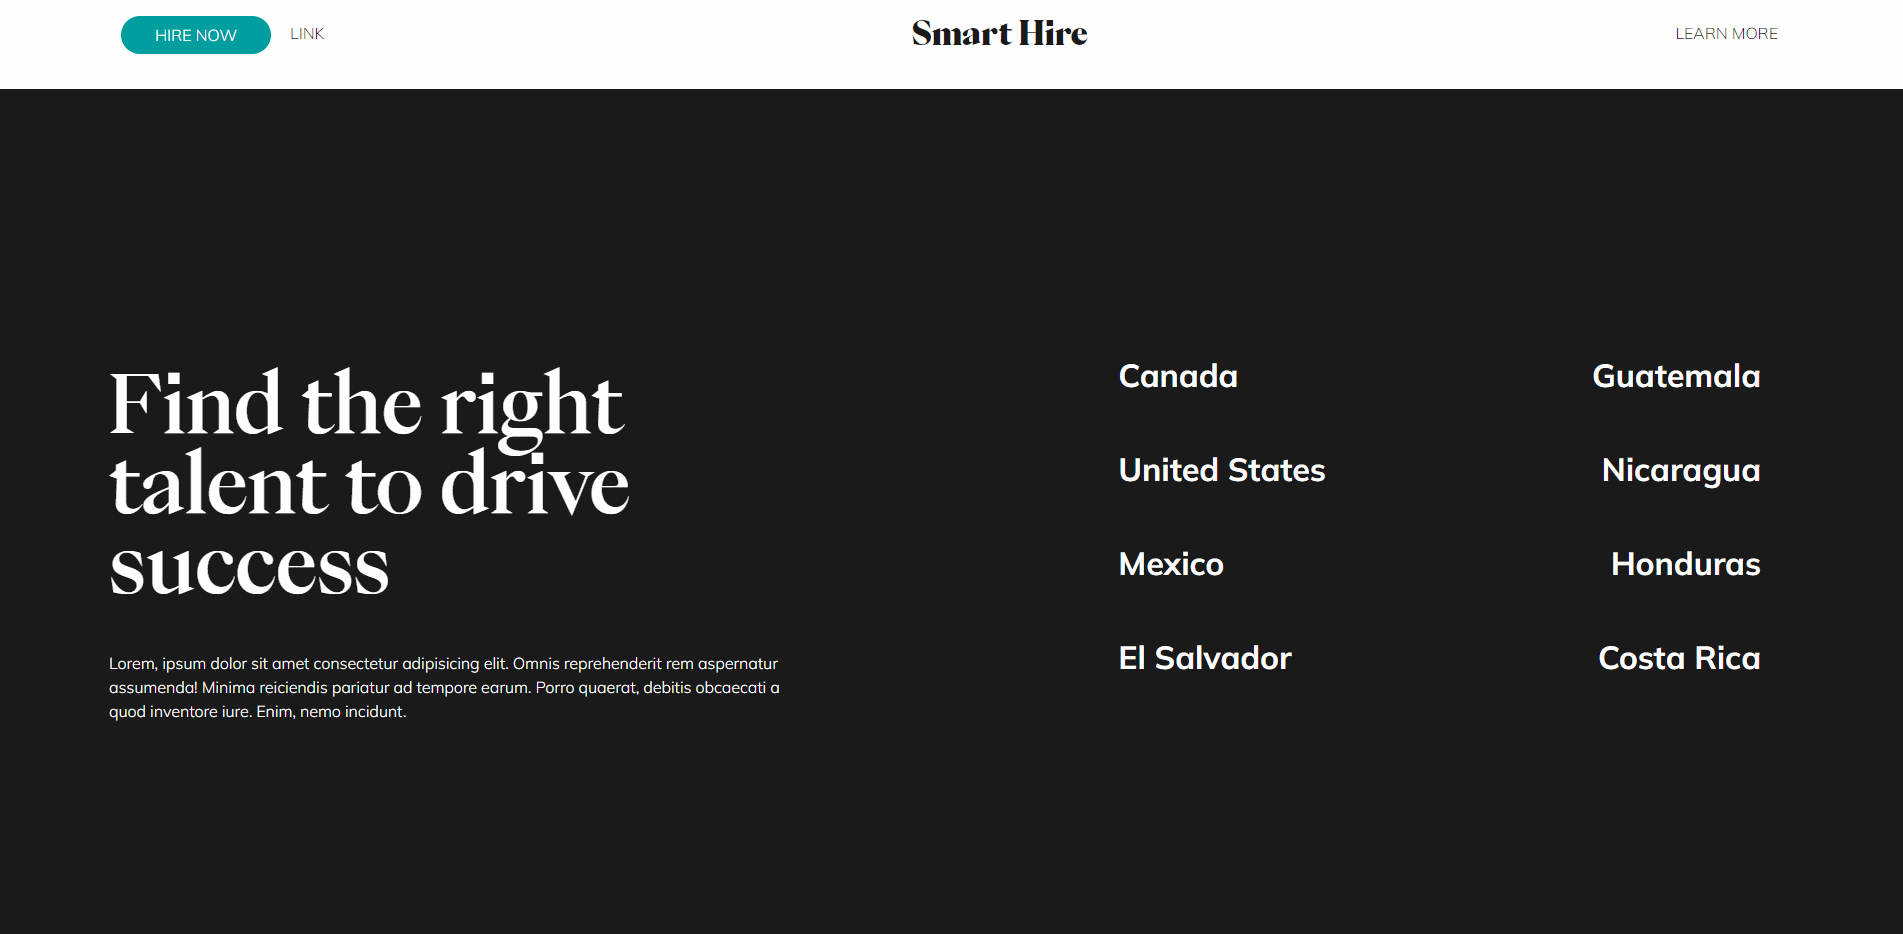 HIRE NOW
LINK
Smart Hire
LEARN MORE
Find the right
talent to drive
success
Lorem, ipsum dolor sit amet consectetur adipisicing elit. Omnis reprehenderit rem aspernatur
assumenda! Minima reiciendis pariatur ad tempore earum. Porro quaerat, debitis obcaecati a
quod inventore iure. Enim, nemo incidunt.
Canada
Guatemala
United States
Nicaragua
Mexico
Honduras
El Salvador
Costa Rica